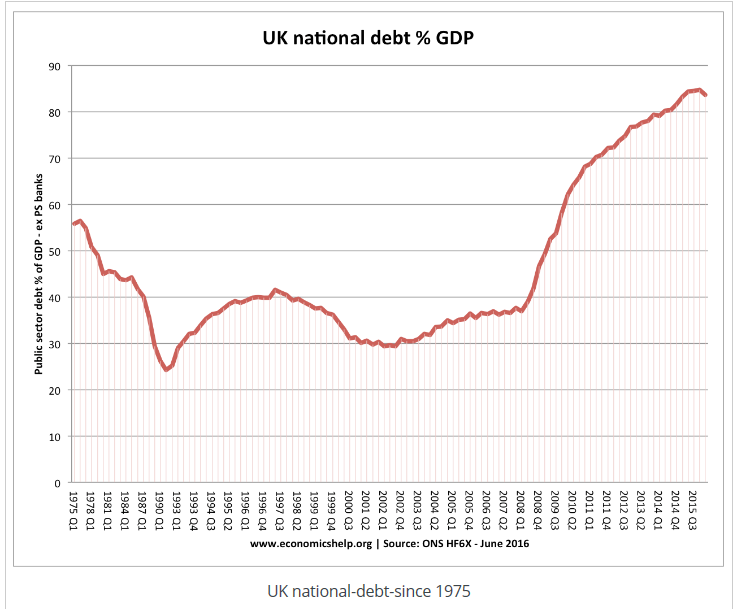 UK national debt % GDP
Public sector debt % of GDP - ex PS banks
90
80
70
60
50
40
30
20
10
0
1975 Q1
1978 Q1
1981 Q1
1984 Q1
1987 Q1
1990 Q1
1993 Q1
1993 Q4
1994 Q3
1995 Q2
1996 Q1
1996 Q4
1997 Q3
1998 Q2
1999 Q1
1999 Q4
2000 Q3
2001 Q2
2002 Q1
2002 Q4
2003 Q3
2004 Q2
2005 Q1
2005 Q4
2006 Q3
2007 Q2
2008 Q1
2008 Q4
2009 Q3
2010 Q2
2011 Q1
2011 Q4
2012 Q3
2013 Q2
2014 Q1
2014 Q4
2015 Q3
www.economicshelp.org | Source: ONS HF6X - June 2016
UK national-debt-since 1975